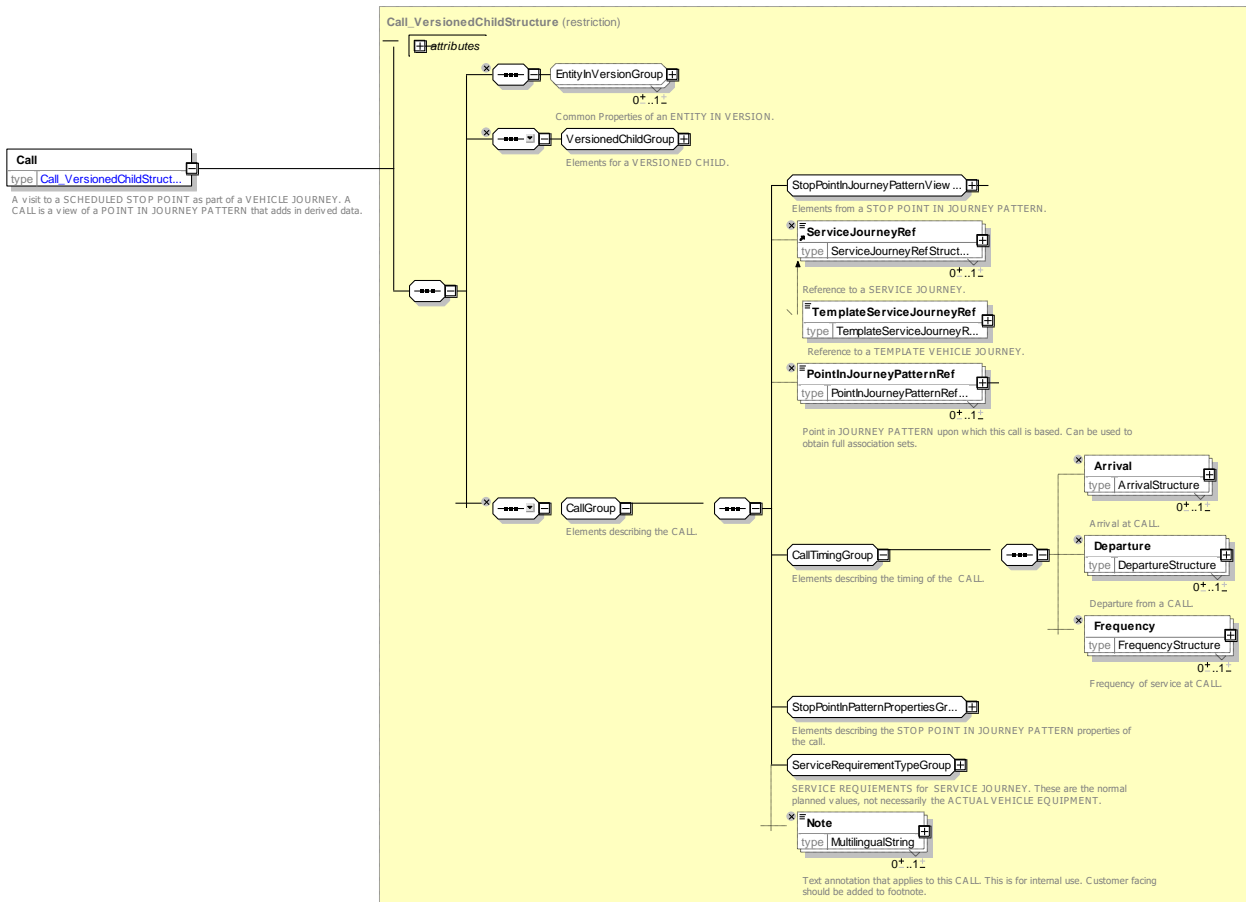 Call_VersionedChildStructure (restriction)
attributes
EntityInVersionGroup
0..1
Common Properties of an ENTITY IN VERSION.
VersionedChildGroup
Elements for a VERSIONED CHILD.
Call
type Call_VersionedChildStruct...
A visit to a SCHEDULED STOP POINT as part of a VEHICLE JOURNEY. A
CALL is a view of a POINT IN JOURNEY PATTERN that adds in derived data.
StopPointInJourneyPatternView ...
Elements from a STOP POINT IN JOURNEY PATTERN.
ServiceJourneyRef
type ServiceJourneyRefStruct...
0..1
Reference to a SERVICE JOURNEY.
TemplateServiceJourneyRef
type TemplateServiceJourneyR...
Reference to a TEMPLATE VEHICLE JOURNEY.
PointInJourneyPatternRef
type PointInJourneyPatternRef...
0..1
Point in JOURNEY PATTERN upon which this call is based. Can be used to
obtain full association sets.
CallGroup
Elements describing the CALL.
Arrival
type ArrivalStructure
0..1
Arrival at CALL.
CallTimingGroup
Elements describing the timing of the CALL.
Departure
type DepartureStructure
0..1
Departure from a CALL.
Frequency
type FrequencyStructure
0..1
Frequency of service at CALL.
StopPointInPatternPropertiesGr...
Elements describing the STOP POINT IN JOURNEY PATTERN properties of
the call.
ServiceRequirementTypeGroup
SERVICE REQUIEMENTS for SERVICE JOURNEY. These are the normal
planned values, not necessarily the ACTUAL VEHICLE EQUIPMENT.
Note
type MultilingualString
0..1
Text annotation that applies to this CALL. This is for internal use. Customer facing
should be added to footnote.